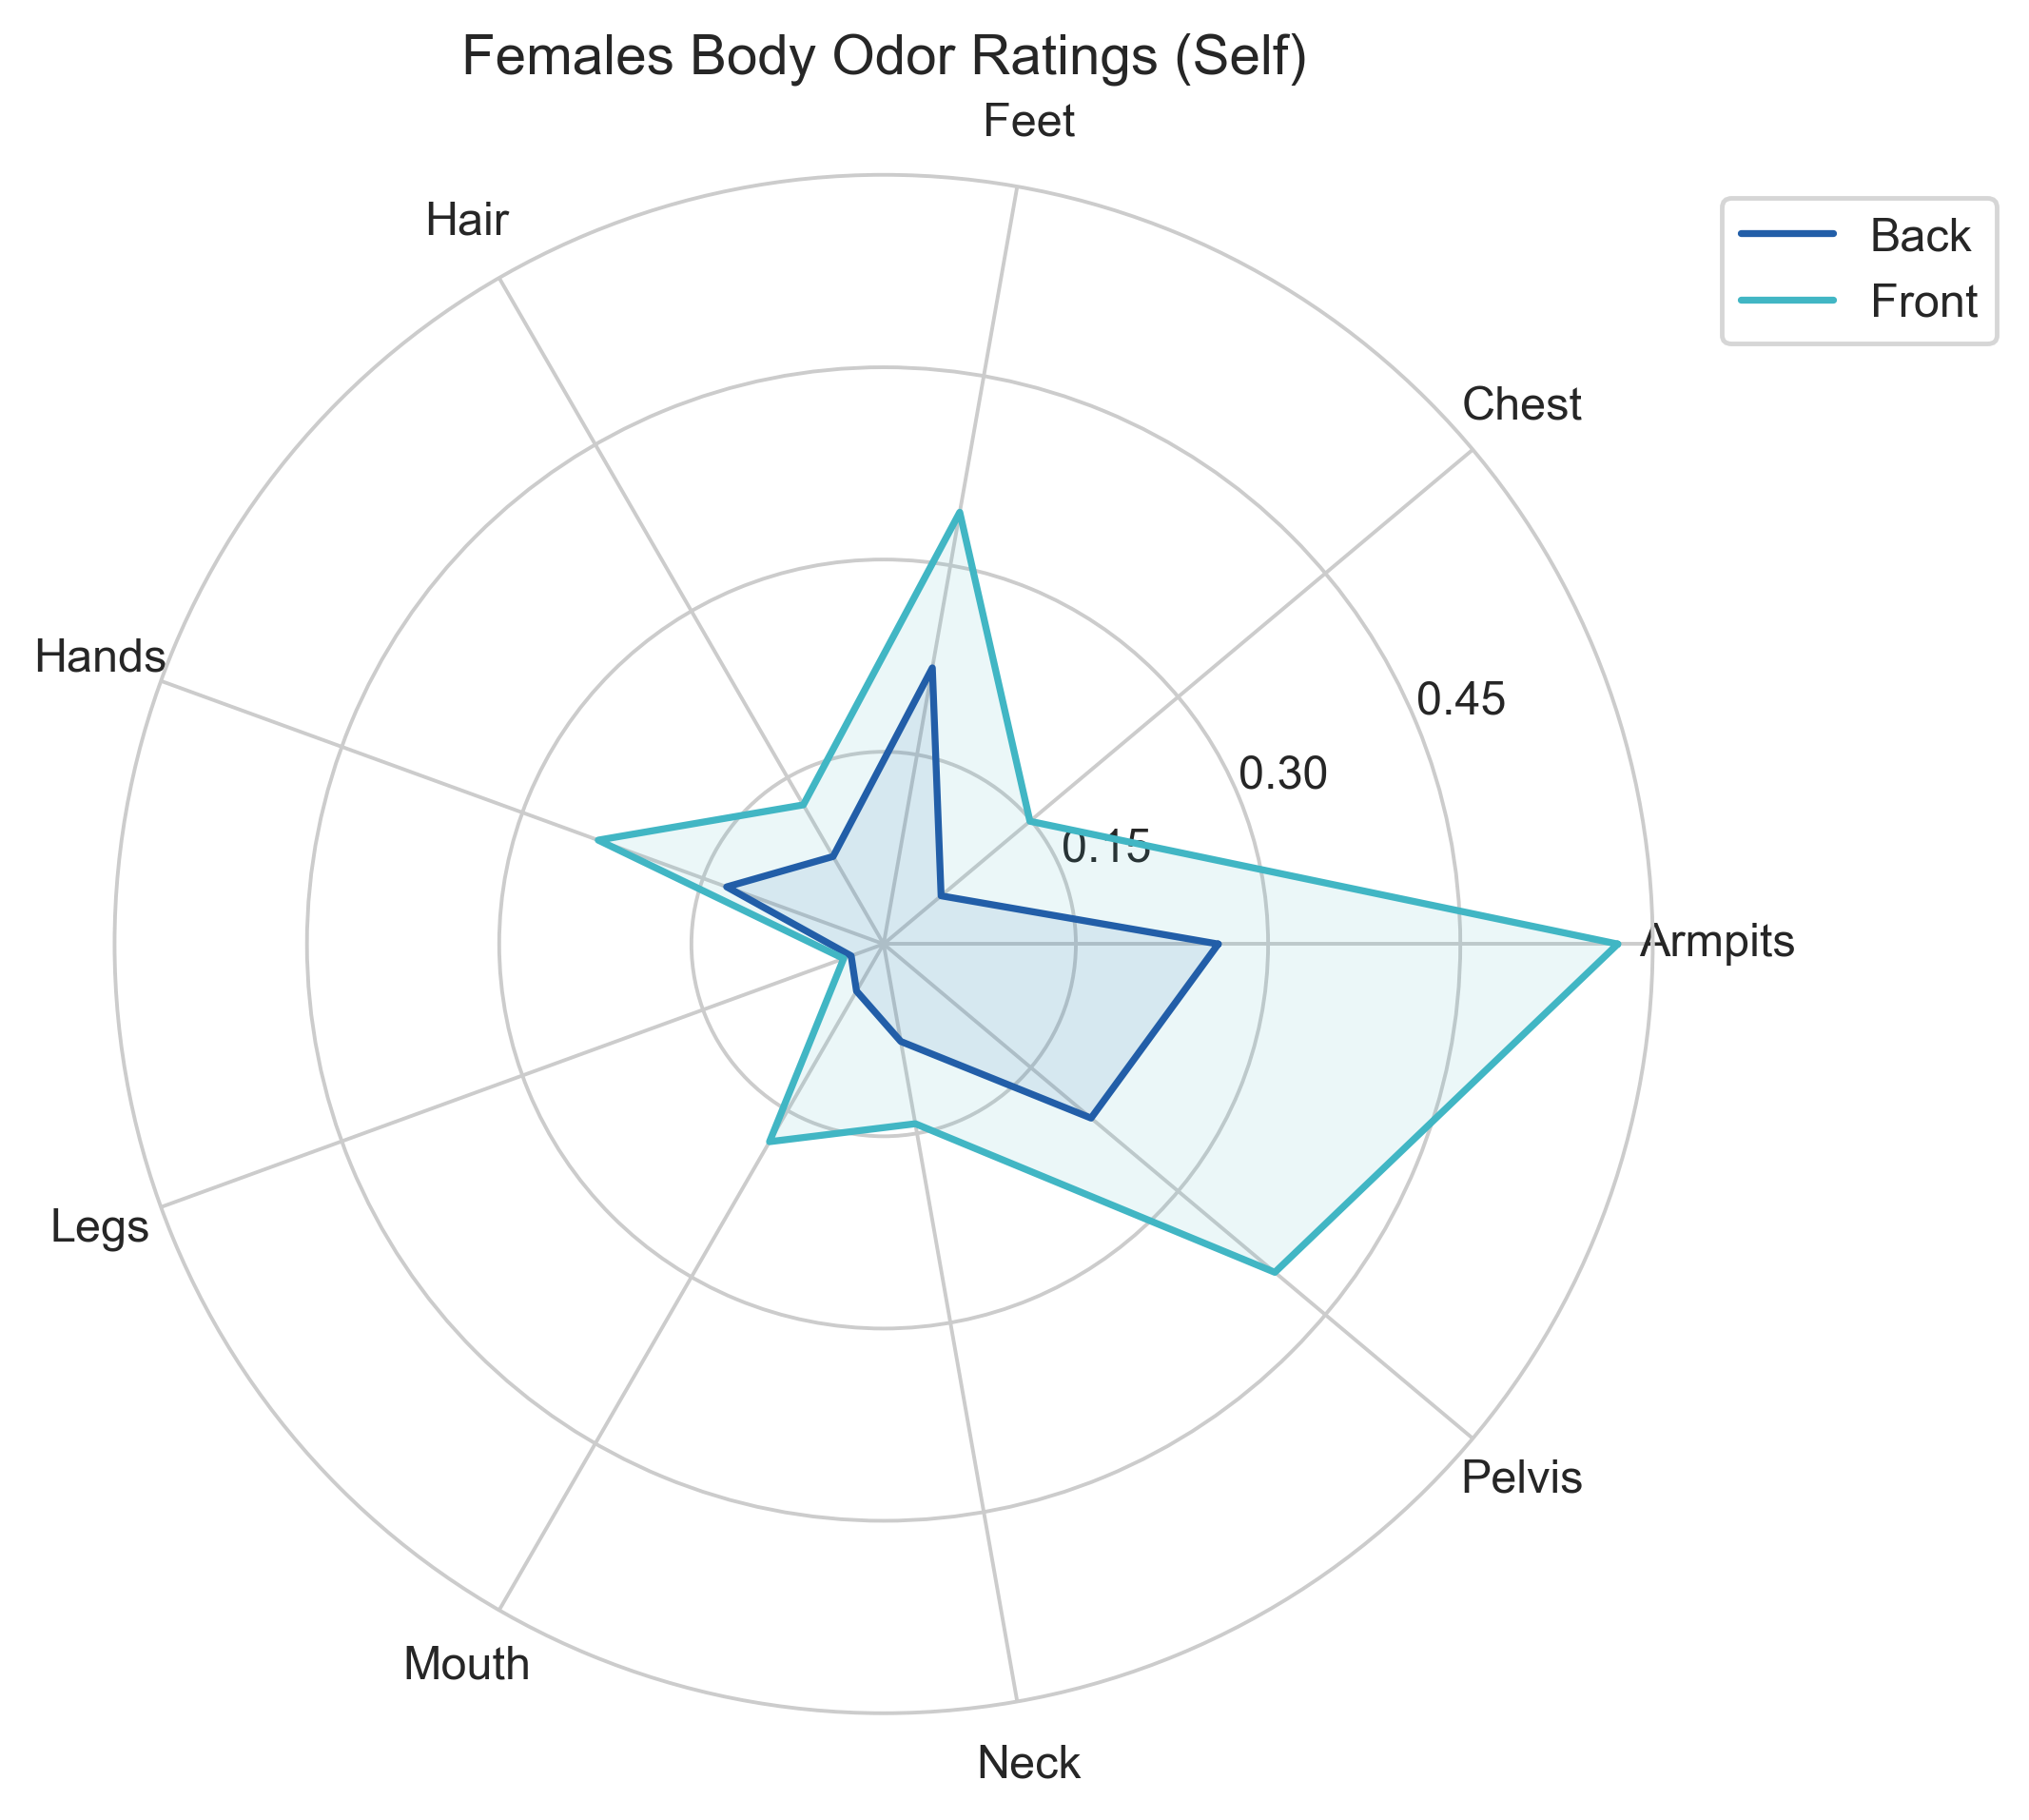 Females Body Odor Ratings (Self)
Feet
Hair
Back
Front
Chest
Hands
0.45
0.30
0.15
Armpits
Legs
Pelvis
Mouth
Neck